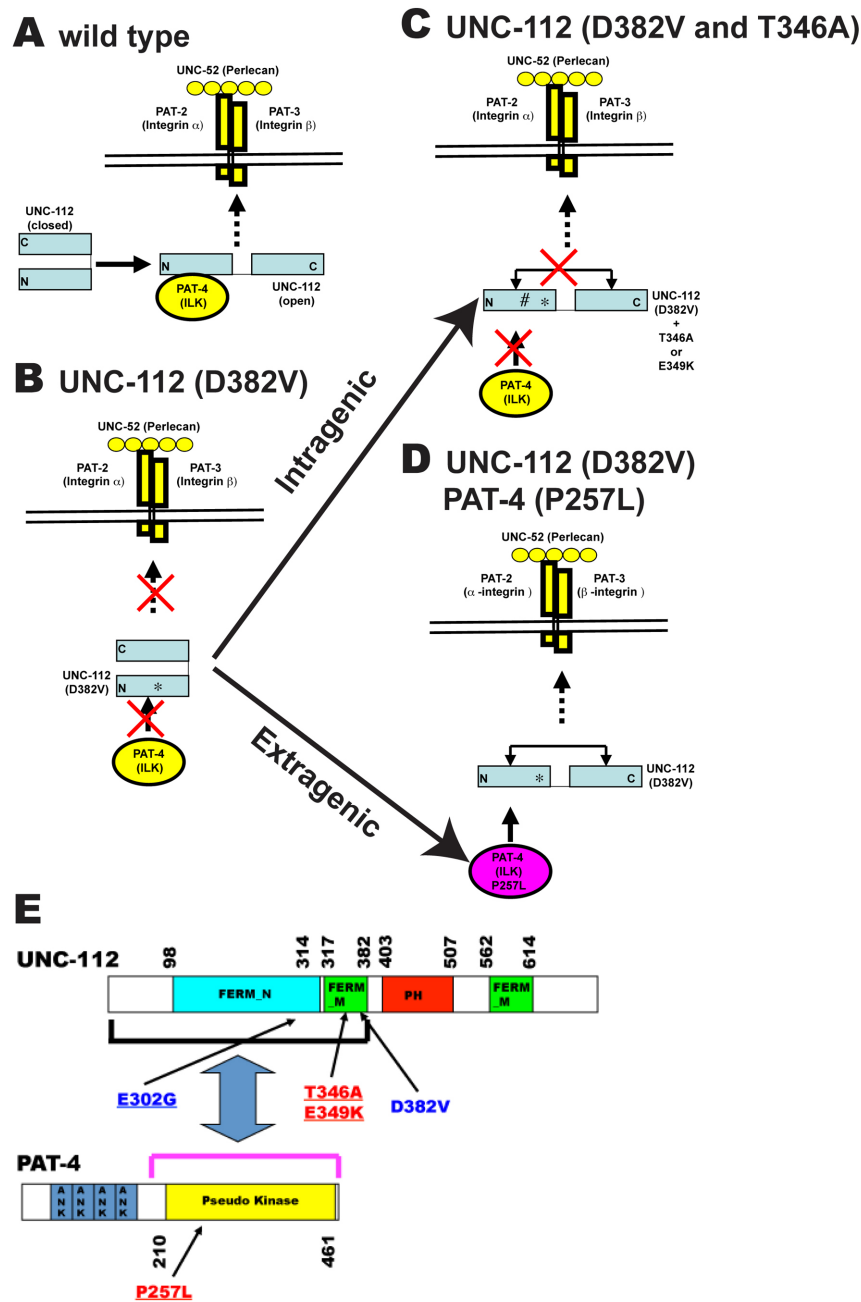 A wild type
UNC-52 (Perlecan)
PAT-2
(Integrin α)
PAT-3
(Integrin β)
UNC-112
(closed)
C
N
N
C
PAT-4
(ILK)
UNC-112
(open)
B UNC-112 (D382V)
UNC-52 (Perlecan)
PAT-2
(Integrin α)
PAT-3
(Integrin β)
C
UNC-112
(D382V)
N *
PAT-4
(ILK)
Intragenic
Extragenic
C UNC-112 (D382V and T346A)
UNC-52 (Perlecan)
PAT-2
(Integrin α)
PAT-3
(Integrin β)
N # *
C
UNC-112
(D382V)
+
T346A
or
E349K
PAT-4
(ILK)
D UNC-112 (D382V)
PAT-4 (P257L)
UNC-52 (Perlecan)
PAT-2
(α -integrin )
PAT-3
(β -integrin )
N *
C
UNC-112
(D382V)
PAT-4
(ILK)
P257L
E
UNC-112
98 314 317 382 403 507 562 614
FERM_N
FERM
_M
PH
FERM
_M
E302G
T346A
E349K
D382V
PAT-4
ANK ANK ANK ANK
Pseudo Kinase
210 461
P257L